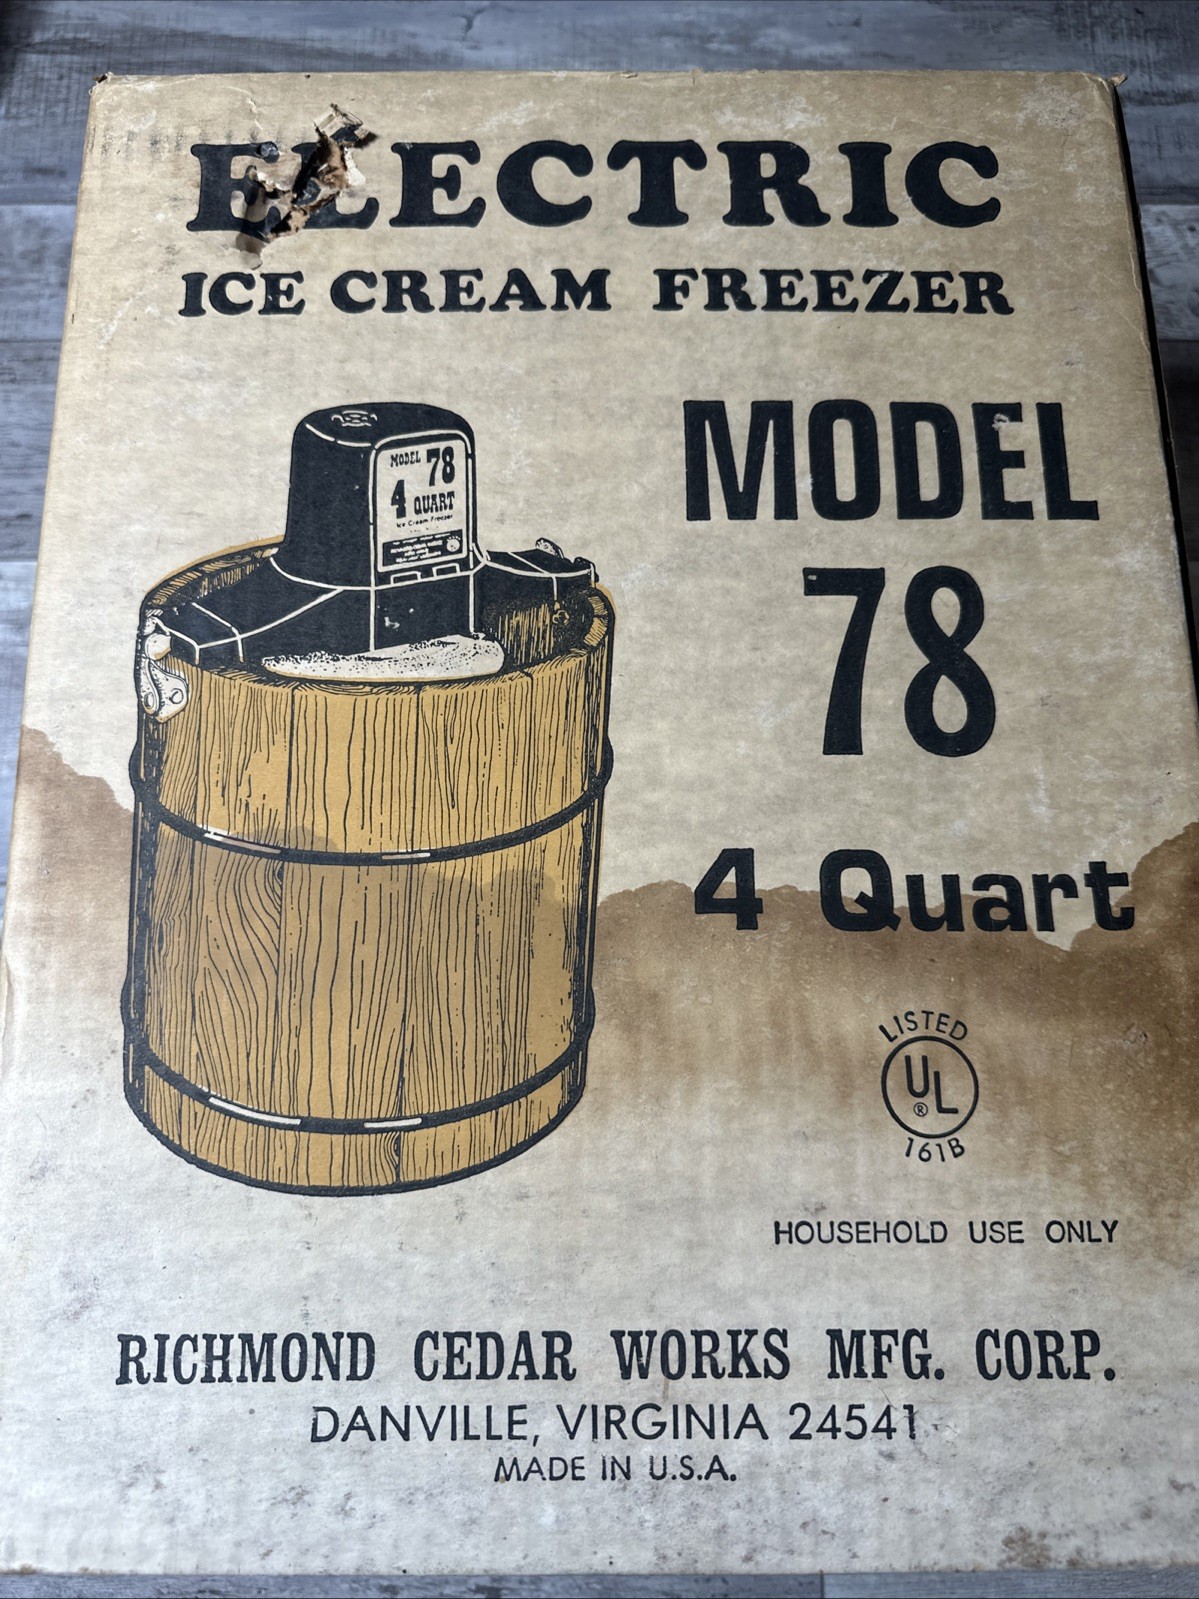 ELECTRIC
ICE CREAM FREEZER
MODEL
78
4 Quart
MODEL 78
4 QUART
Ice Cream Freezer
LISTED
UL
®
161B
HOUSEHOLD USE ONLY
RICHMOND CEDAR WORKS MFG. CORP.
DANVILLE, VIRGINIA 24541
MADE IN U.S.A.